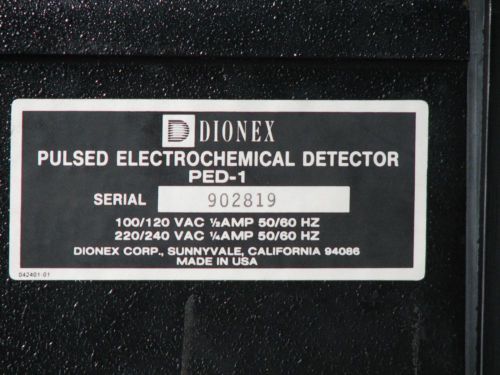 DIONEX
PULSED ELECTROCHEMICAL DETECTOR
PED-1
SERIAL 902819
100/120 VAC ½AMP 50/60 HZ
220/240 VAC ¼AMP 50/60 HZ
DIONEX CORP., SUNNYVALE, CALIFORNIA 94086
MADE IN USA
042401-01